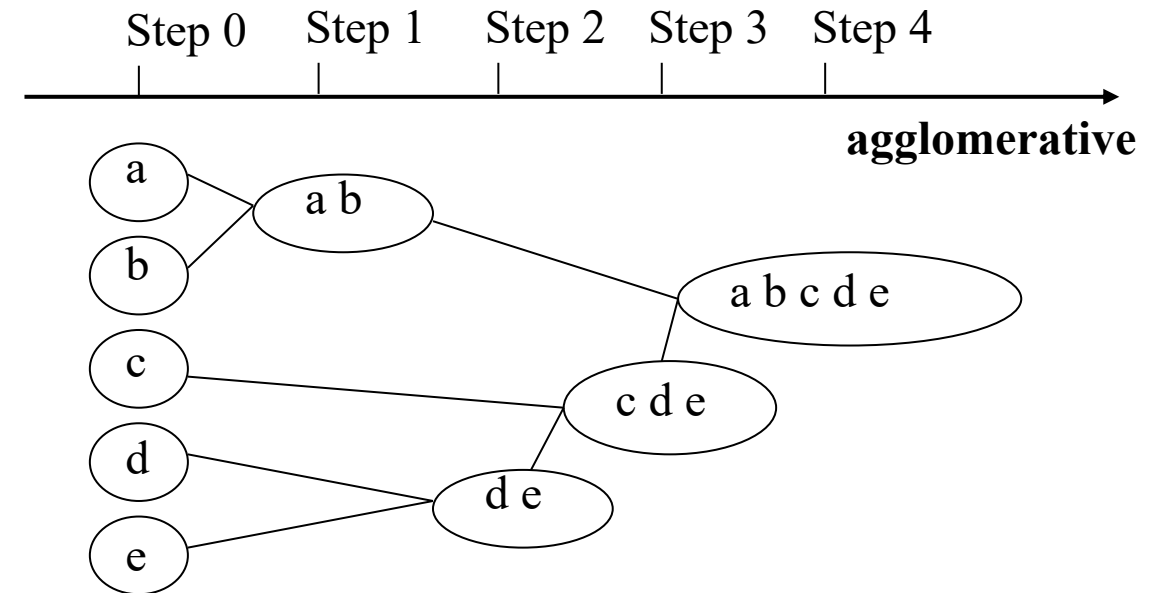 Step 0 Step 1 Step 2 Step 3 Step 4
agglomerative
a
a b
b
a b c d e
c
c d e
d
d e
e